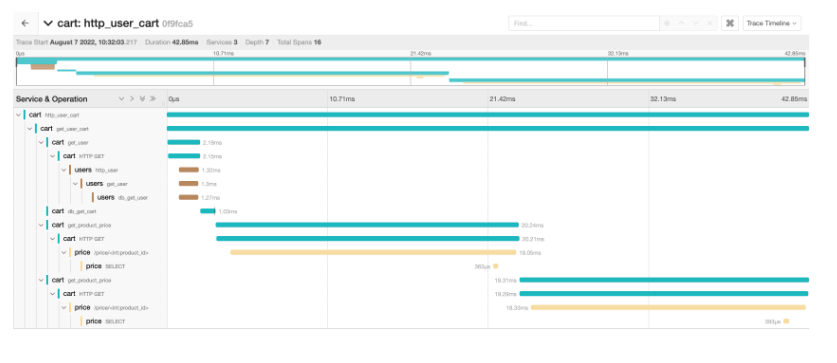 cart: http_user_cart 0f9fca5
Find...
Trace Timeline
Trace Start August 7 2022, 10:32:03.217 Duration 42.85ms Services 3 Depth 7 Total Spans 16
0μs 10.71ms 21.42ms 32.13ms 42.85ms
Service & Operation 0μs 10.71ms 21.42ms 32.13ms 42.85ms
cart http_user_cart
cart get_user_cart
cart get_user 2.19ms
cart HTTP GET 2.15ms
users http_user 1.32ms
users get_user 1.3ms
users db_get_user 1.27ms
cart db_get_cart 1.03ms
cart get_product_price 20.24ms
cart HTTP GET 20.21ms
price /price/<int:product_id> 19.05ms
price SELECT 363μs
cart get_product_price 19.31ms
cart HTTP GET 19.29ms
price /price/<int:product_id> 18.33ms
price SELECT 393μs